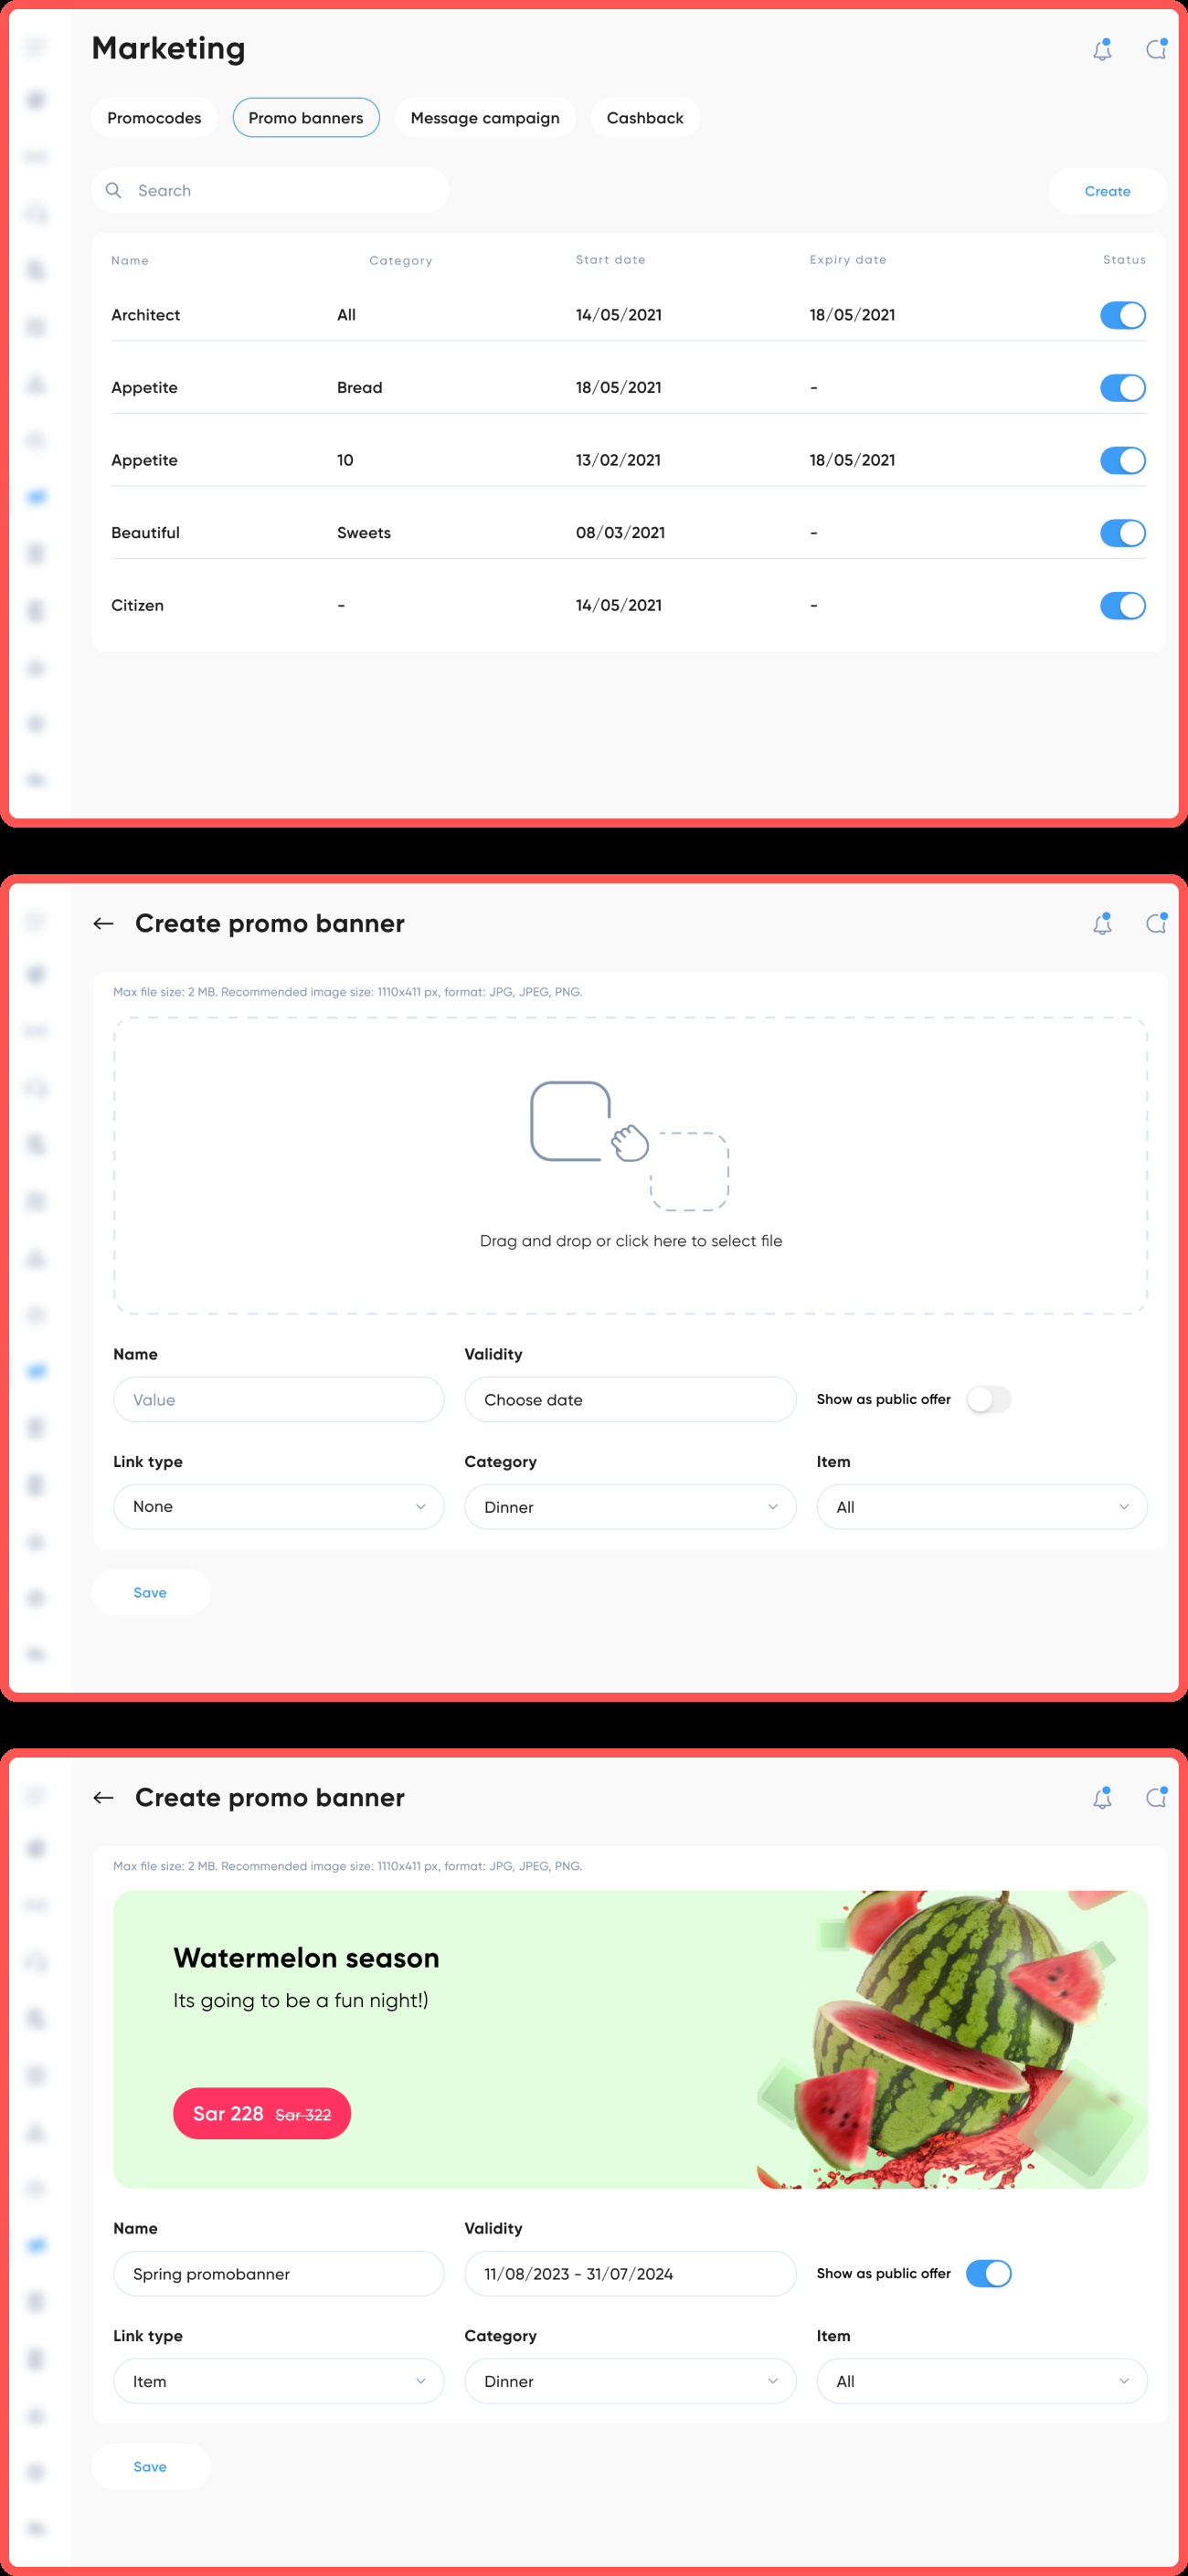 Marketing
Promocodes Promo banners Message campaign Cashback
Search Create
Name Category Start date Expiry date Status
Architect All 14/05/2021 18/05/2021
Appetite Bread 18/05/2021 -
Appetite 10 13/02/2021 18/05/2021
Beautiful Sweets 08/03/2021 -
Citizen - 14/05/2021 -
Create promo banner
Max file size: 2 MB. Recommended image size: 1110x411 px, format: JPG, JPEG, PNG.
Drag and drop or click here to select file
Name Validity
Value Choose date Show as public offer
Link type Category Item
None Dinner All
Save
Create promo banner
Max file size: 2 MB. Recommended image size: 1110x411 px, format: JPG, JPEG, PNG.
Watermelon season
Its going to be a fun night!)
Sar 228 Sar 322
Name Validity
Spring promobanner 11/08/2023 - 31/07/2024 Show as public offer
Link type Category Item
Item Dinner All
Save